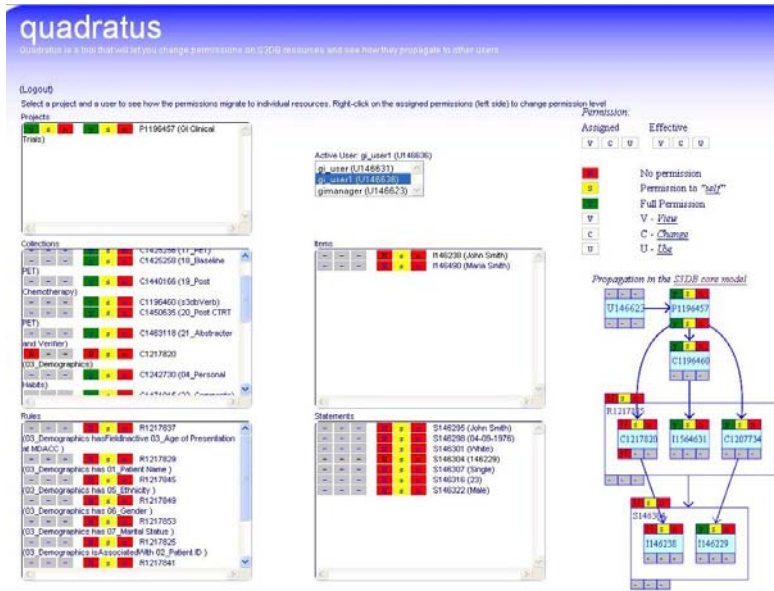 quadratus
Quadratus is a tool that will let you change permissions on S3DB resources and see how they propagate to other users
(Logout)
Select a project and a user to see how the permissions migrate to individual resources. Right-click on the assigned permissions (left side) to change permission level
Projects
P1196457 (GI Clinical
Trials)
Active User: gi_user1 (U146636)
gi_user (U146631)
gi_user1 (U146636)
gimanager (U146623)
Permission:
Assigned Effective
V C U V C U
N No permission
S Permission to "self"
Y Full Permission
V V - View
C C - Change
U U - Use
Collections
C1425256 (17_PET)
C1425268 (18_Baseline
PET)
C1440166 (19_Post
Chemotherapy)
C1196460 (s3dbVerb)
C1450635 (20_Post CTRT
PET)
C1463118 (21_Abstracter
and Verifier)
C1217820
(03_Demographics)
C1242730 (04_Personal
Habits)
Items
I146238 (John Smith)
I146490 (Maria Smith)
Rules
R1217837
(03_Demographics hasFieldInactive 03_Age of Presentation
at MDACC )
R1217829
(03_Demographics has 01_Patient Name )
R1217845
(03_Demographics has 05_Ethnicity )
R1217849
(03_Demographics has 06_Gender )
R1217853
(03_Demographics has 07_Marital Status )
R1217825
(03_Demographics isAssociatedWith 02_Patient ID )
R1217841
Statements
S146295 (John Smith)
S146298 (04-09-1976)
S146301 (White)
S146304 (146229)
S146307 (Single)
S146316 (23)
S146322 (Male)
Propagation in the S3DB core model
U146623 P1196457
C1196460
C1217820 I1564631 C1207734
I146238 I146229